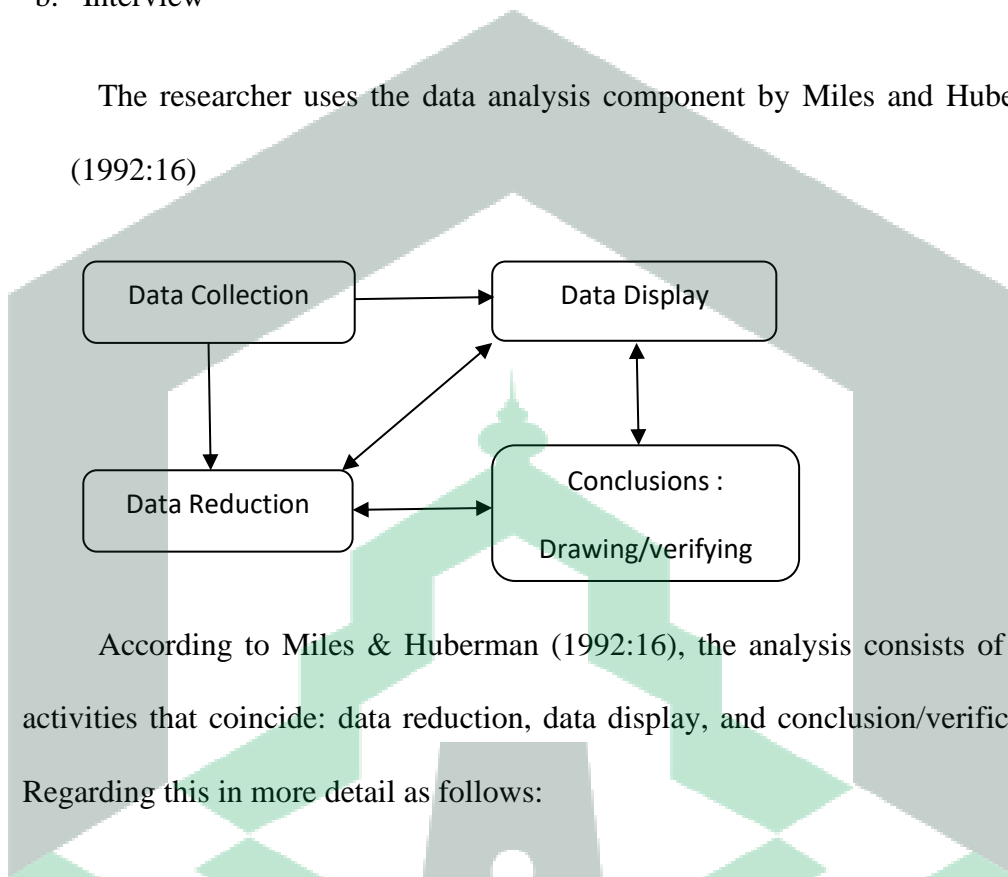 b. Interview
The researcher uses the data analysis component by Miles and Hube
(1992:16)
Data Collection
Data Display
Data Reduction
Conclusions :
Drawing/verifying
According to Miles & Huberman (1992:16), the analysis consists of
activities that coincide: data reduction, data display, and conclusion/verific
Regarding this in more detail as follows: